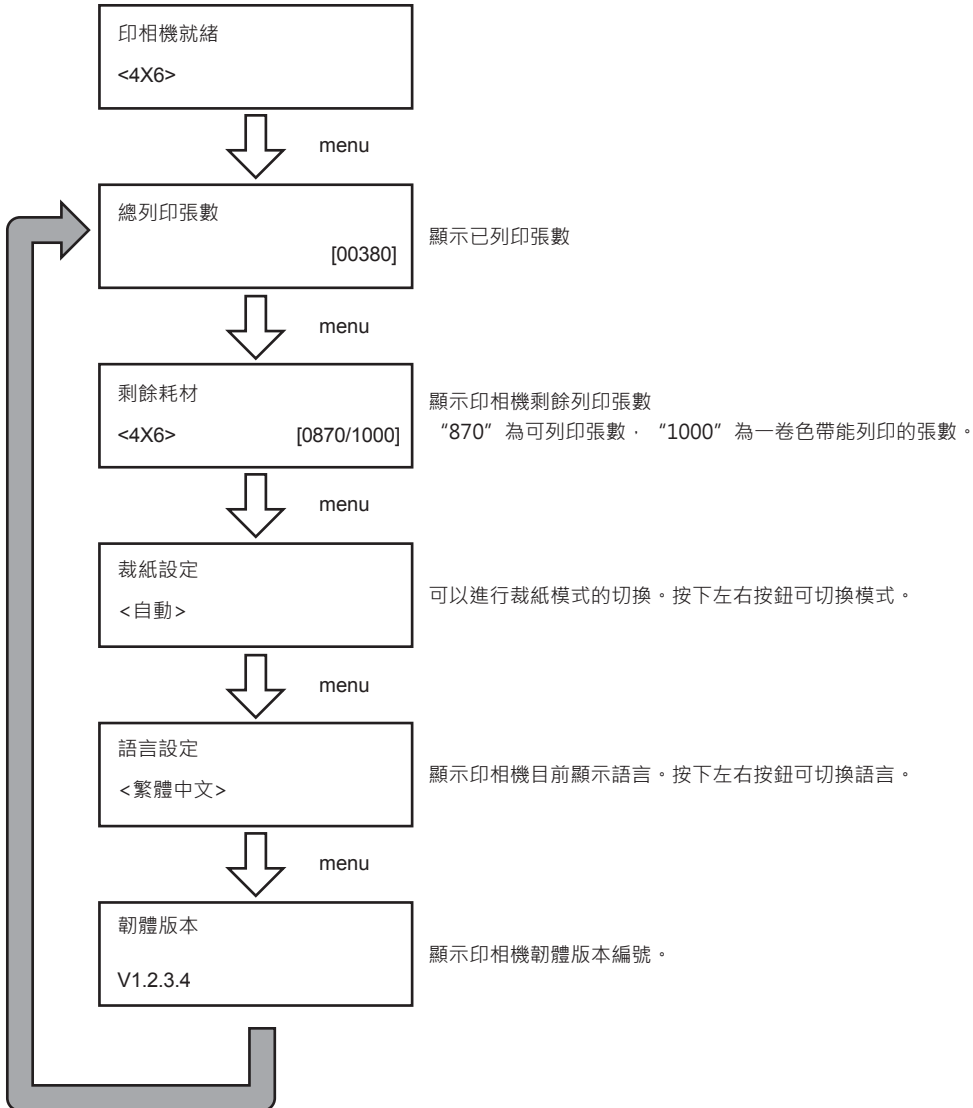 印相機就緒
<4X6>
menu
總列印張數
[00380]
顯示已列印張數
menu
剩餘耗材
<4X6> [0870/1000]
顯示印相機剩餘列印張數
“870”為可列印張數，“1000”為一卷色帶能列印的張數。
menu
裁紙設定
<自動>
可以進行裁紙模式的切換。按下左右按鈕可切換模式。
menu
語言設定
<繁體中文>
顯示印相機目前顯示語言。按下左右按鈕可切換語言。
menu
韌體版本
V1.2.3.4
顯示印相機韌體版本編號。